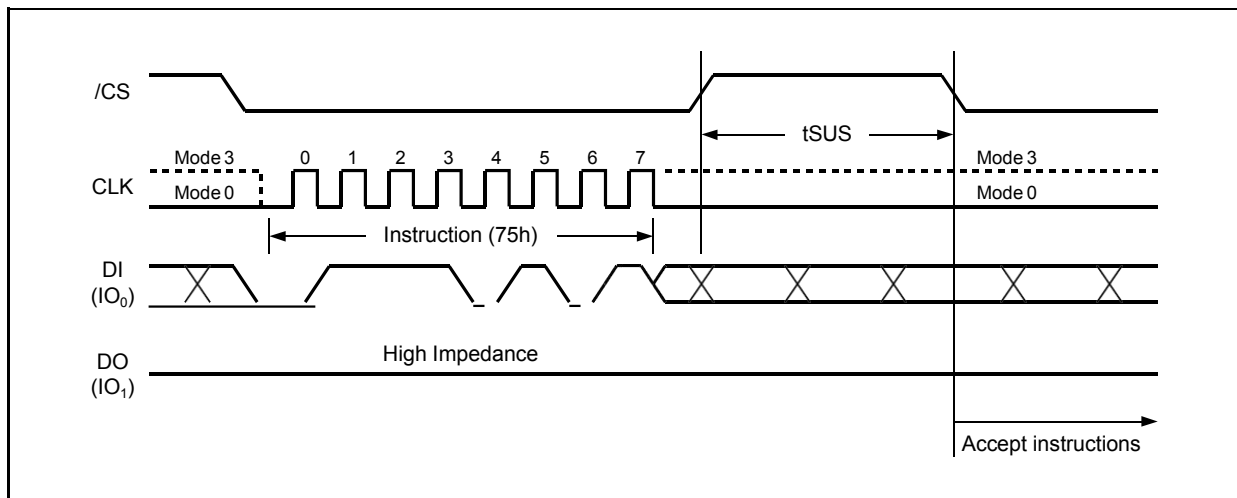 /CS
tSUS
Mode 3
0 1 2 3 4 5 6 7
Mode 3
CLK
Mode 0
Mode 0
Instruction (75h)
DI
(IO₀)
High Impedance
DO
(IO₁)
Accept instructions